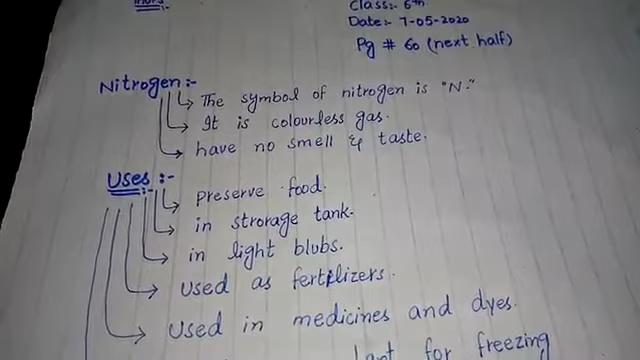 Class:- 6th
Date:- 7-05-2020
Pg # 60 (next half)
Nitrogen:-
The symbol of nitrogen is "N."
It is colourless gas.
have no smell & taste.
Uses :-
preserve food.
in strorage tank.
in light blubs.
used as fertilizers.
used in medicines and dyes.
for freezing